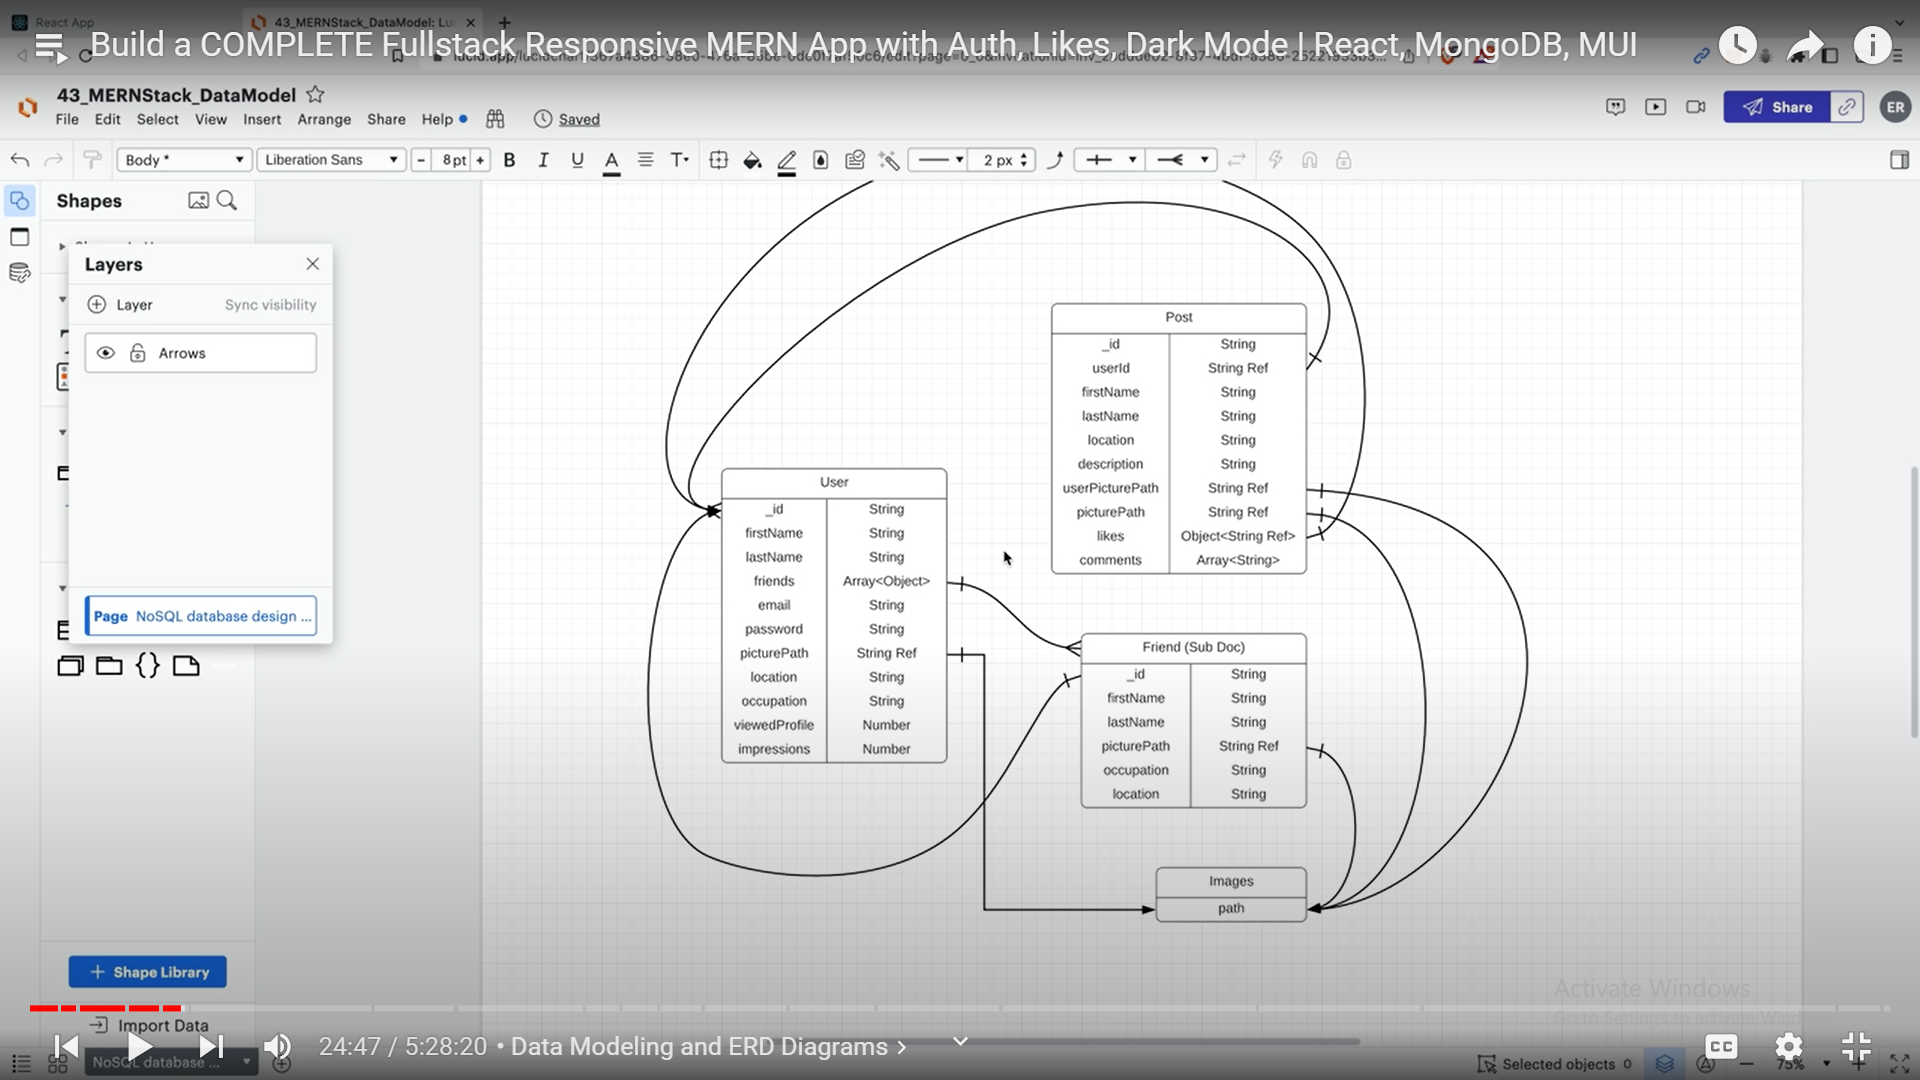 React App
43_MERNStack_DataModel: Lu
Build a COMPLETE Fullstack Responsive MERN App with Auth, Likes, Dark Mode | React, MongoDB, MUI
43_MERNStack_DataModel
File Edit Select View Insert Arrange Share Help
Saved
Share
ER
Body *
Liberation Sans
- 8 pt +
B I U A T
2 px
Shapes
Layers
Layer
Sync visibility
Arrows
Page NoSQL database design ...
Shape Library
Import Data
NoSQL database ...
Post
_id String
userId String Ref
firstName String
lastName String
location String
description String
userPicturePath String Ref
picturePath String Ref
likes Object<String Ref>
comments Array<String>
User
_id String
firstName String
lastName String
friends Array<Object>
email String
password String
picturePath String Ref
location String
occupation String
viewedProfile Number
impressions Number
Friend (Sub Doc)
_id String
firstName String
lastName String
picturePath String Ref
occupation String
location String
Images
path
Activate Windows
Go to Settings to activate Wind
24:47 / 5:28:20 • Data Modeling and ERD Diagrams
CC
Selected objects 0
75%